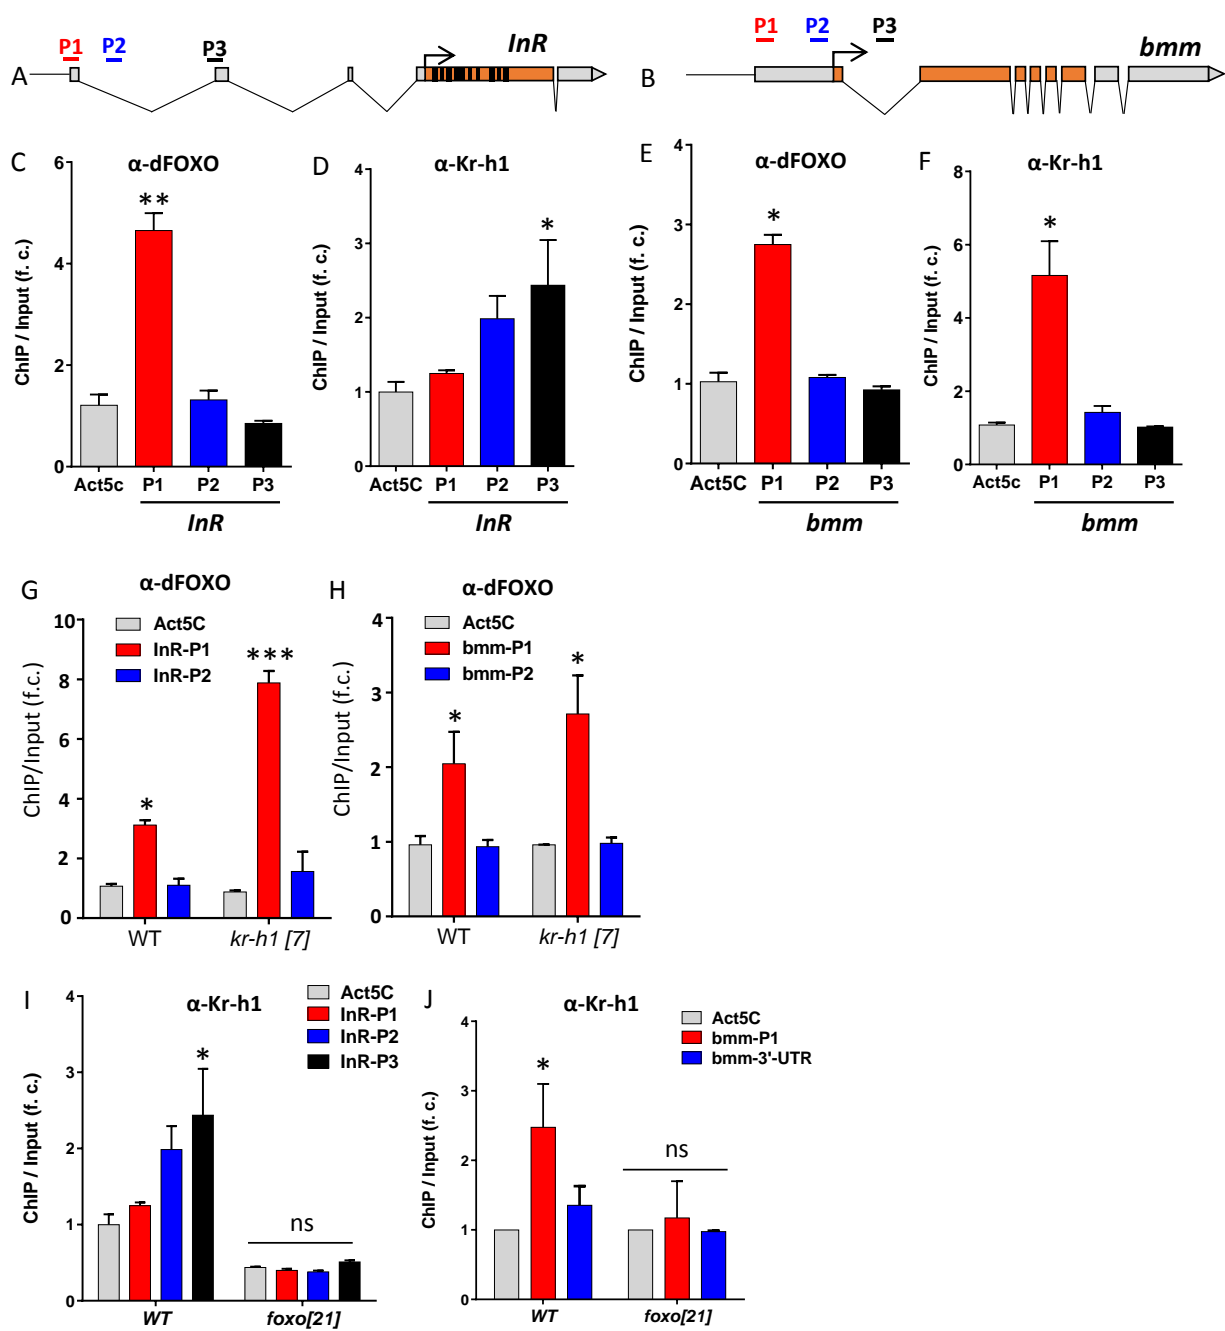 A
P1
P2
P3
InR
B
P1
P2
P3
bmm
C
α-dFOXO
ChIP / Input (f. c.)
6
4
2
0
**
Act5c
P1
P2
P3
InR
D
α-Kr-h1
ChIP / Input (f. c.)
4
3
2
1
0
*
Act5C
P1
P2
P3
InR
E
α-dFOXO
ChIP / Input (f. c.)
4
3
2
1
0
*
Act5C
P1
P2
P3
bmm
F
α-Kr-h1
ChIP / Input (f. c.)
8
6
4
2
0
*
Act5c
P1
P2
P3
bmm
G
α-dFOXO
Act5C
InR-P1
InR-P2
ChIP/Input (f.c.)
10
8
6
4
2
0
*
***
WT
kr-h1 [7]
H
α-dFOXO
Act5C
bmm-P1
bmm-P2
ChIP/Input (f.c.)
4
3
2
1
0
*
*
WT
kr-h1 [7]
I
α-Kr-h1
Act5C
InR-P1
InR-P2
InR-P3
ChIP / Input (f. c.)
4
3
2
1
0
*
ns
WT
foxo[21]
J
α-Kr-h1
Act5C
bmm-P1
bmm-3'-UTR
ChIP / Input (f. c.)
4
3
2
1
0
*
ns
WT
foxo[21]